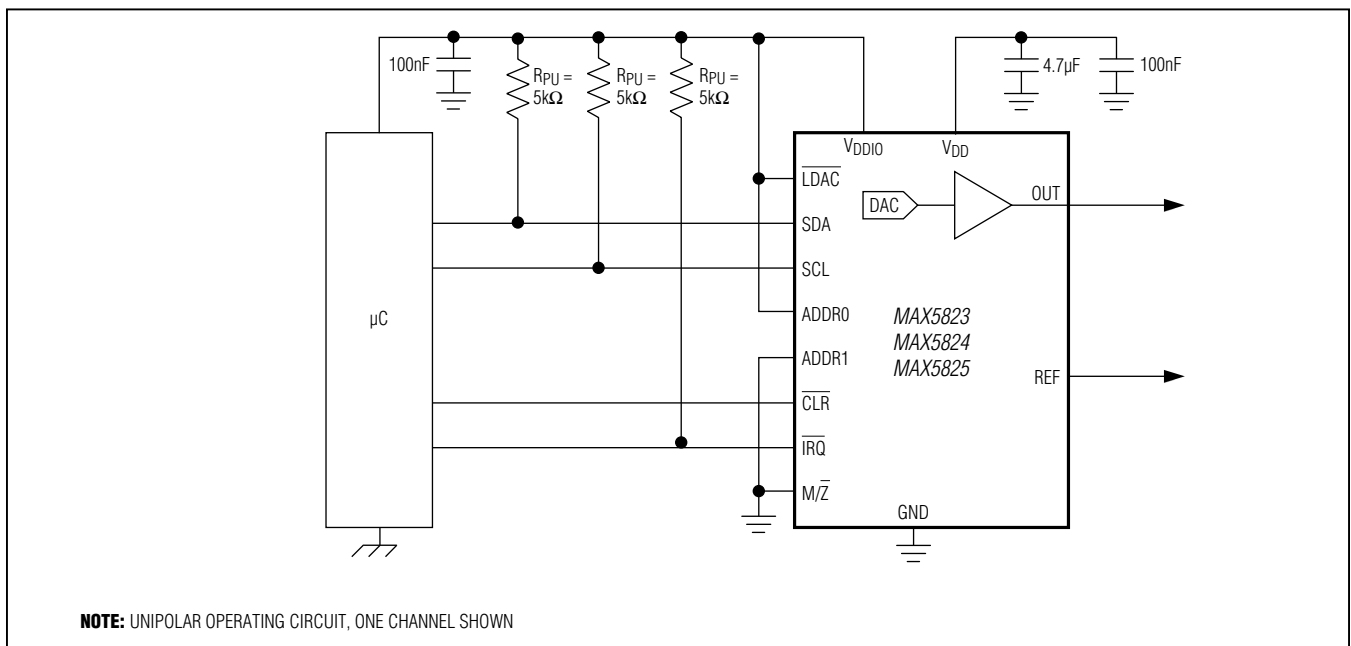 100nF
RPU =
5kΩ
RPU =
5kΩ
RPU =
5kΩ
4.7µF
100nF
VDDIO
VDD
LDAC
DAC
OUT
SDA
SCL
µC
ADDR0
MAX5823
MAX5824
MAX5825
ADDR1
REF
CLR
IRQ
M/Z
GND
NOTE: UNIPOLAR OPERATING CIRCUIT, ONE CHANNEL SHOWN